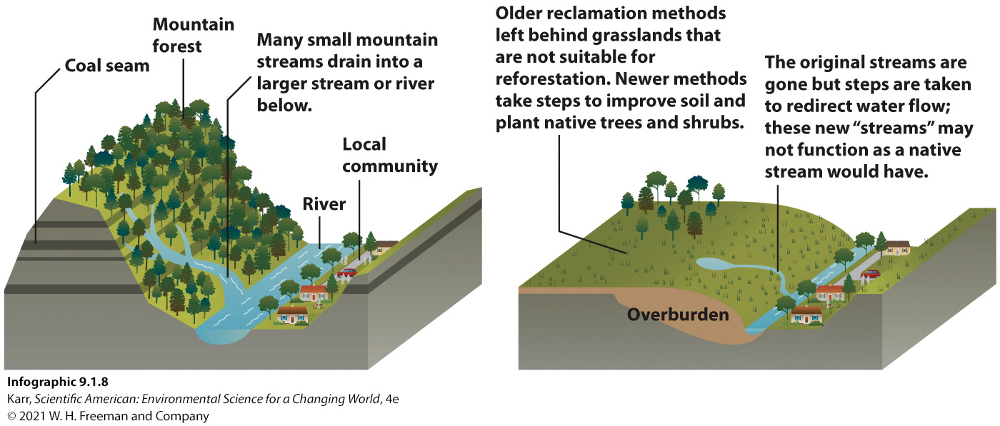 Mountain
forest
Coal seam
Many small mountain
streams drain into a
larger stream or river
below.
Local
community
River
Older reclamation methods
left behind grasslands that
are not suitable for
reforestation. Newer methods
take steps to improve soil and
plant native trees and shrubs.
The original streams are
gone but steps are taken
to redirect water flow;
these new “streams” may
not function as a native
stream would have.
Overburden
Infographic 9.1.8
Karr, Scientific American: Environmental Science for a Changing World, 4e
© 2021 W. H. Freeman and Company